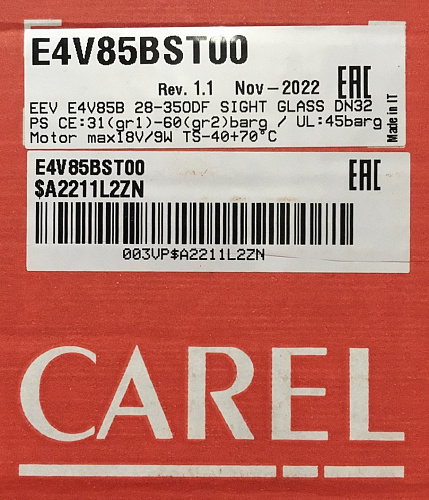 E4V85BST00
Rev. 1.1 Nov-2022 EAC
EEV E4V85B 28-35ODF SIGHT GLASS DN32
PS CE:31(gr1)-60(gr2)barg / UL:45barg
Motor max18V/9W TS-40+70°C
Made in IT
E4V85BST00 EAC
$A2211L2ZN
003VP$A2211L2ZN
CAREL